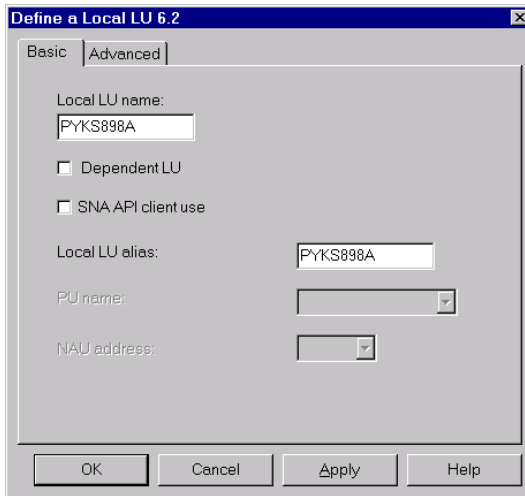 Define a Local LU 6.2
Basic
Advanced
Local LU name:
PYKS898A
Dependent LU
SNA API client use
Local LU alias:
PYKS898A
PU name:
NAU address:
OK
Cancel
Apply
Help